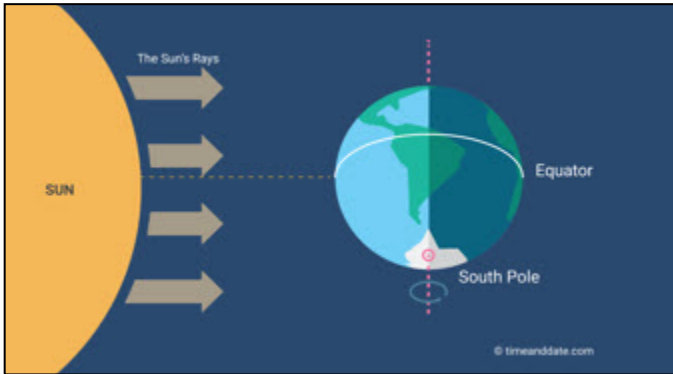 The Sun's Rays
SUN
Equator
South Pole
© timeanddate.com